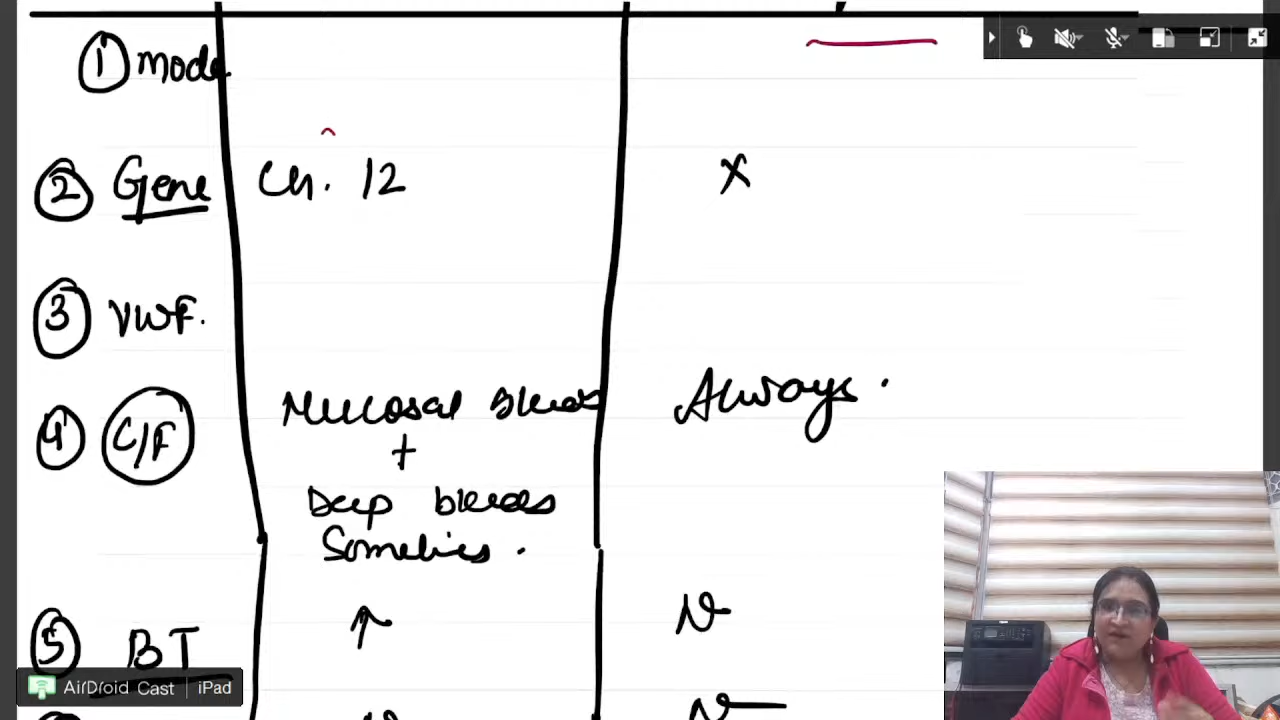 ① mode
② Gene Ch. 12 X
③ VWF.
④ C/F Mucosal bleeds Always.
+
Deep bleeds
Sometimes.
⑤ BT ↑ N
AirDroid Cast iPad
N